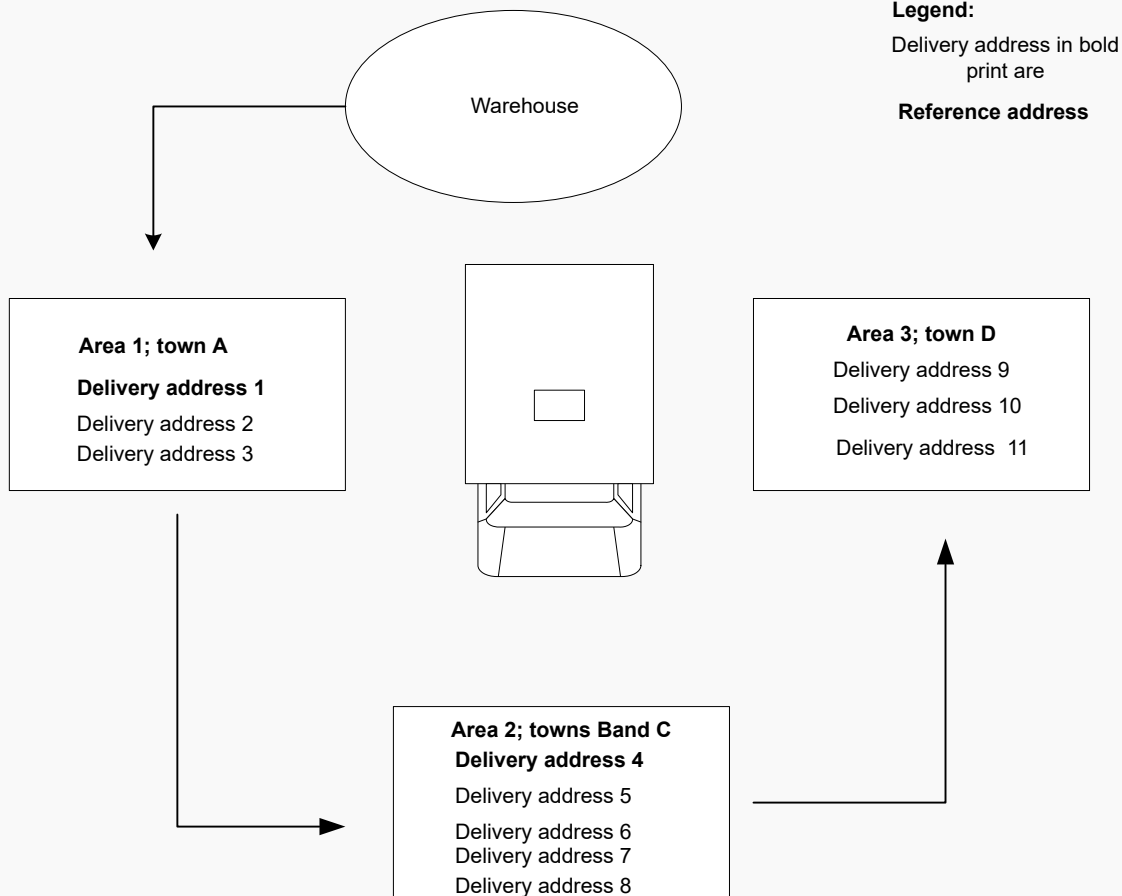 Legend:
Delivery address in bold
print are
Reference address
Warehouse
Area 1; town A
Delivery address 1
Delivery address 2
Delivery address 3
Area 3; town D
Delivery address 9
Delivery address 10
Delivery address 11
Area 2; towns Band C
Delivery address 4
Delivery address 5
Delivery address 6
Delivery address 7
Delivery address 8